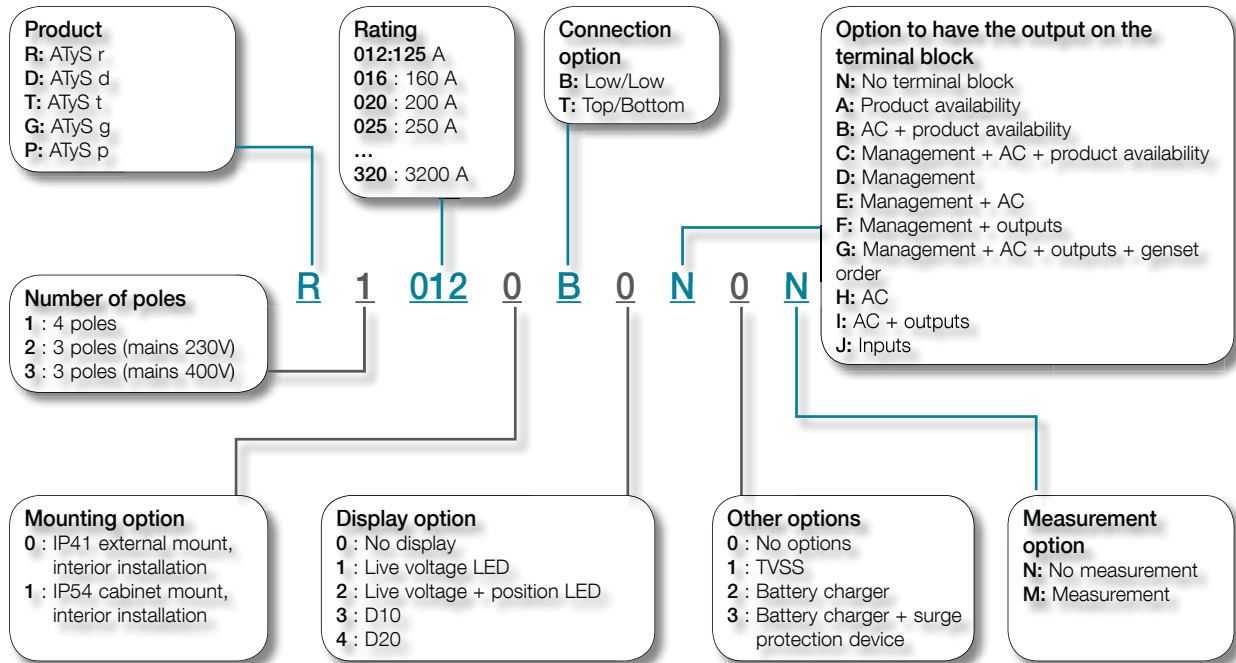 Product
R: ATyS r
D: ATyS d
T: ATyS t
G: ATyS g
P: ATyS p
Rating
012:125 A
016 : 160 A
020 : 200 A
025 : 250 A
...
320 : 3200 A
Connection
option
B: Low/Low
T: Top/Bottom
Option to have the output on the
terminal block
N: No terminal block
A: Product availability
B: AC + product availability
C: Management + AC + product availability
D: Management
E: Management + AC
F: Management + outputs
G: Management + AC + outputs + genset
order
H: AC
I: AC + outputs
J: Inputs
R 1 012 0 B 0 N 0 N
Number of poles
1 : 4 poles
2 : 3 poles (mains 230V)
3 : 3 poles (mains 400V)
Mounting option
0 : IP41 external mount,
interior installation
1 : IP54 cabinet mount,
interior installation
Display option
0 : No display
1 : Live voltage LED
2 : Live voltage + position LED
3 : D10
4 : D20
Other options
0 : No options
1 : TVSS
2 : Battery charger
3 : Battery charger + surge
protection device
Measurement
option
N: No measurement
M: Measurement